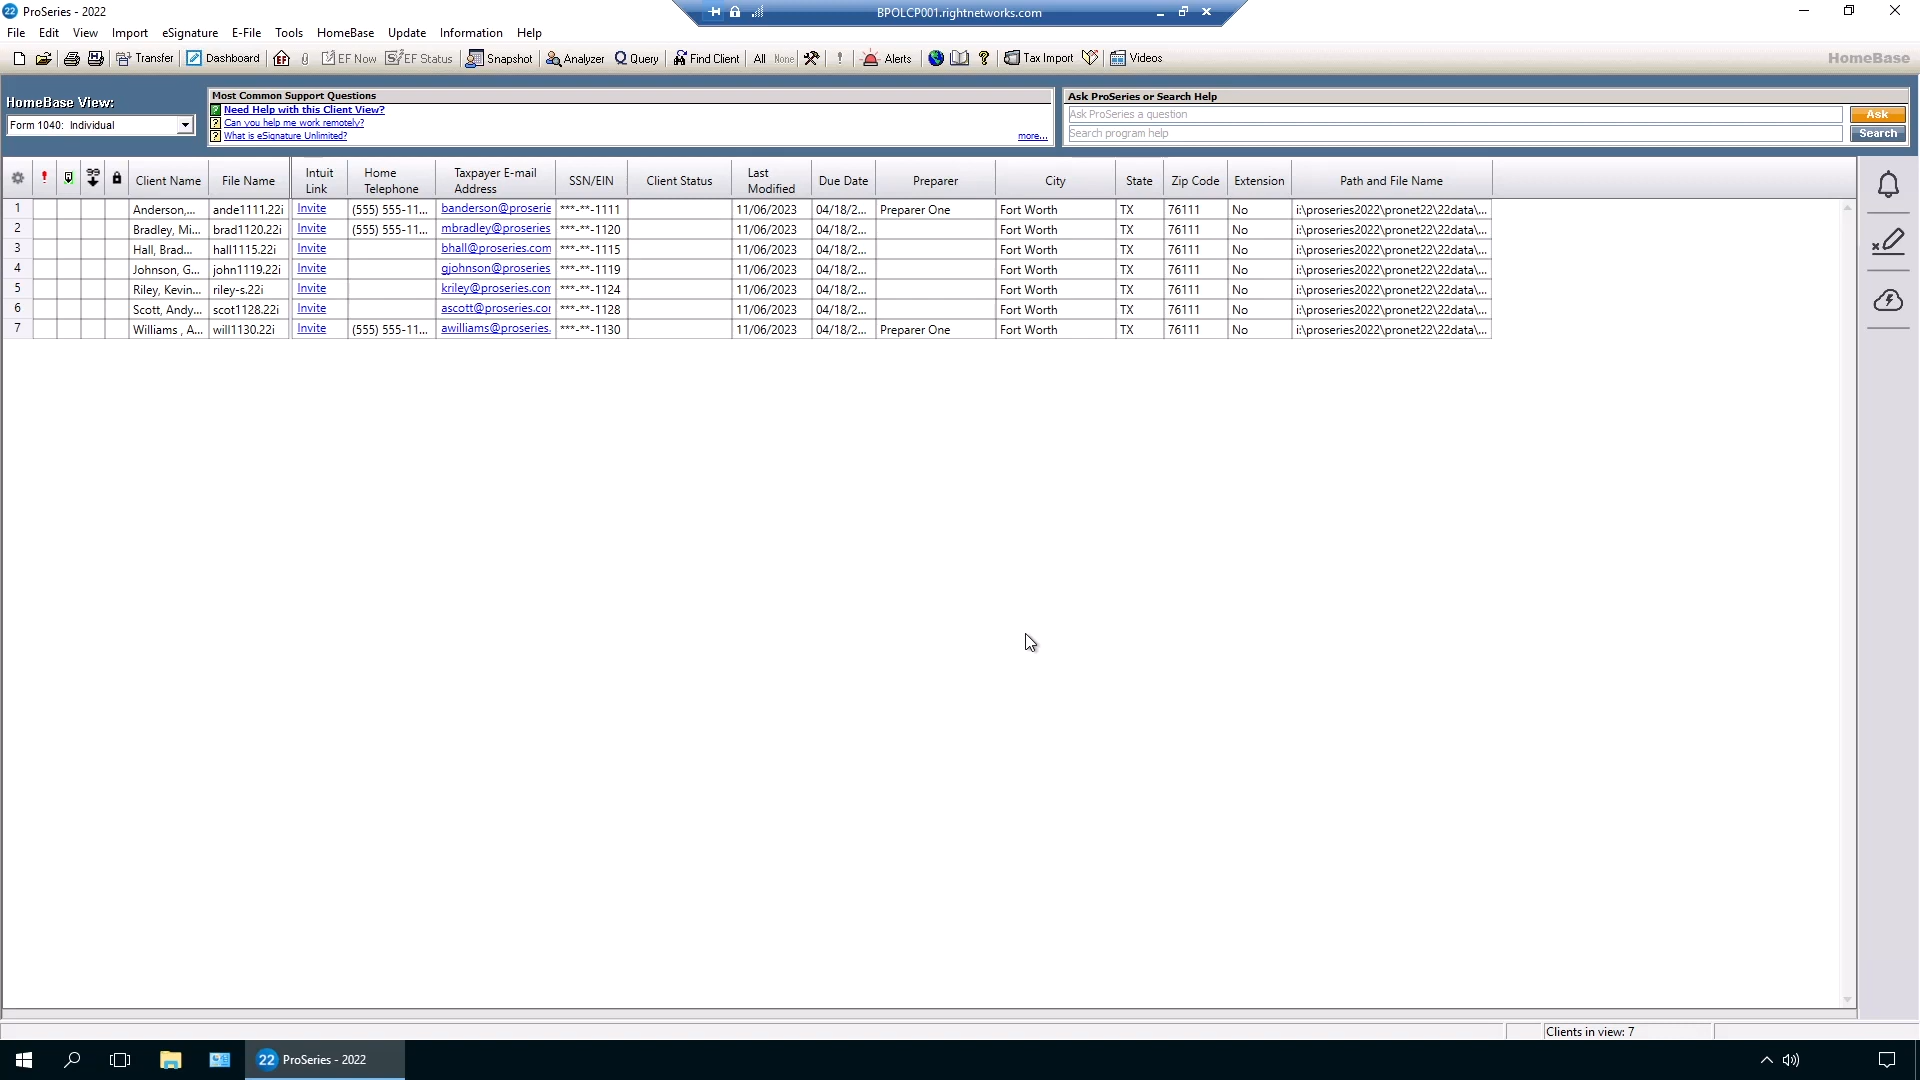 22 ProSeries - 2022
BPOLCP001.rightnetworks.com
File Edit View Import eSignature E-File Tools HomeBase Update Information Help
Transfer Dashboard EF Now EF Status Snapshot Analyzer Query Find Client All None Alerts Tax Import Videos HomeBase
HomeBase View:
Form 1040: Individual
Most Common Support Questions
Need Help with this Client View?
Can you help me work remotely?
What is eSignature Unlimited?
more...
Ask ProSeries or Search Help
Ask ProSeries a question Ask
Search program help Search
Client Name File Name Intuit Link Home Telephone Taxpayer E-mail Address SSN/EIN Client Status Last Modified Due Date Preparer City State Zip Code Extension Path and File Name
1 Anderson,... ande1111.22i Invite (555) 555-11... banderson@proserie ***-**-1111 11/06/2023 04/18/2... Preparer One Fort Worth TX 76111 No i:\proseries2022\pronet22\22data\...
2 Bradley, Mi... brad1120.22i Invite (555) 555-11... mbradley@proseries ***-**-1120 11/06/2023 04/18/2... Fort Worth TX 76111 No i:\proseries2022\pronet22\22data\...
3 Hall, Brad... hall1115.22i Invite bhall@proseries.com ***-**-1115 11/06/2023 04/18/2... Fort Worth TX 76111 No i:\proseries2022\pronet22\22data\...
4 Johnson, G... john1119.22i Invite gjohnson@proseries ***-**-1119 11/06/2023 04/18/2... Fort Worth TX 76111 No i:\proseries2022\pronet22\22data\...
5 Riley, Kevin... riley-s.22i Invite kriley@proseries.com ***-**-1124 11/06/2023 04/18/2... Fort Worth TX 76111 No i:\proseries2022\pronet22\22data\...
6 Scott, Andy... scot1128.22i Invite ascott@proseries.cor ***-**-1128 11/06/2023 04/18/2... Fort Worth TX 76111 No i:\proseries2022\pronet22\22data\...
7 Williams , A... will1130.22i Invite (555) 555-11... awilliams@proseries. ***-**-1130 11/06/2023 04/18/2... Preparer One Fort Worth TX 76111 No i:\proseries2022\pronet22\22data\...
Clients in view: 7
22 ProSeries - 2022